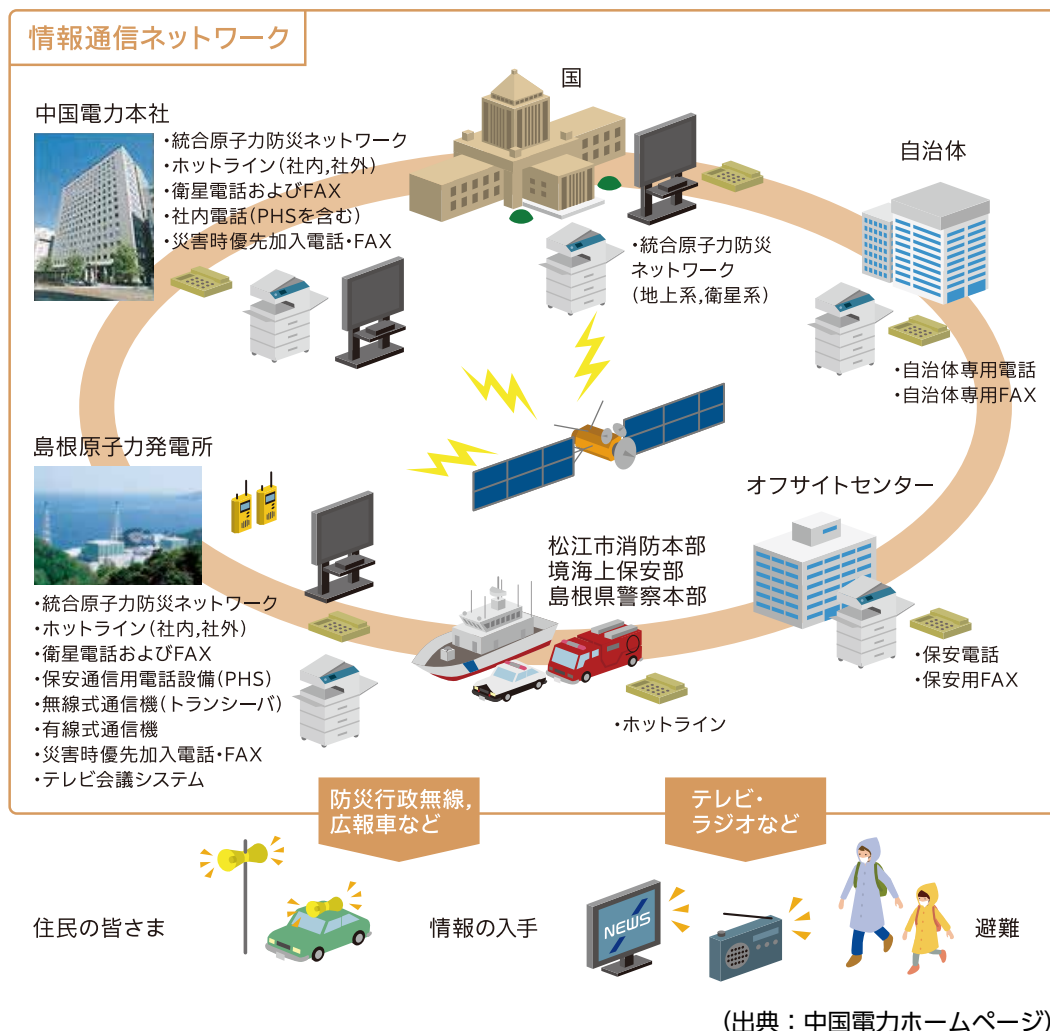 情報通信ネットワーク
国
中国電力本社
・統合原子力防災ネットワーク
・ホットライン(社内,社外)
・衛星電話およびFAX
・社内電話(PHSを含む)
・災害時優先加入電話・FAX
・統合原子力防災
ネットワーク
(地上系,衛星系)
自治体
・自治体専用電話
・自治体専用FAX
島根原子力発電所
・統合原子力防災ネットワーク
・ホットライン(社内,社外)
・衛星電話およびFAX
・保安通信用電話設備(PHS)
・無線式通信機(トランシーバ)
・有線式通信機
・災害時優先加入電話・FAX
・テレビ会議システム
松江市消防本部
境海上保安部
島根県警察本部
・ホットライン
オフサイトセンター
・保安電話
・保安用FAX
防災行政無線,
広報車など
テレビ・
ラジオなど
住民の皆さま
情報の入手
NEWS
避難
(出典:中国電力ホームページ)